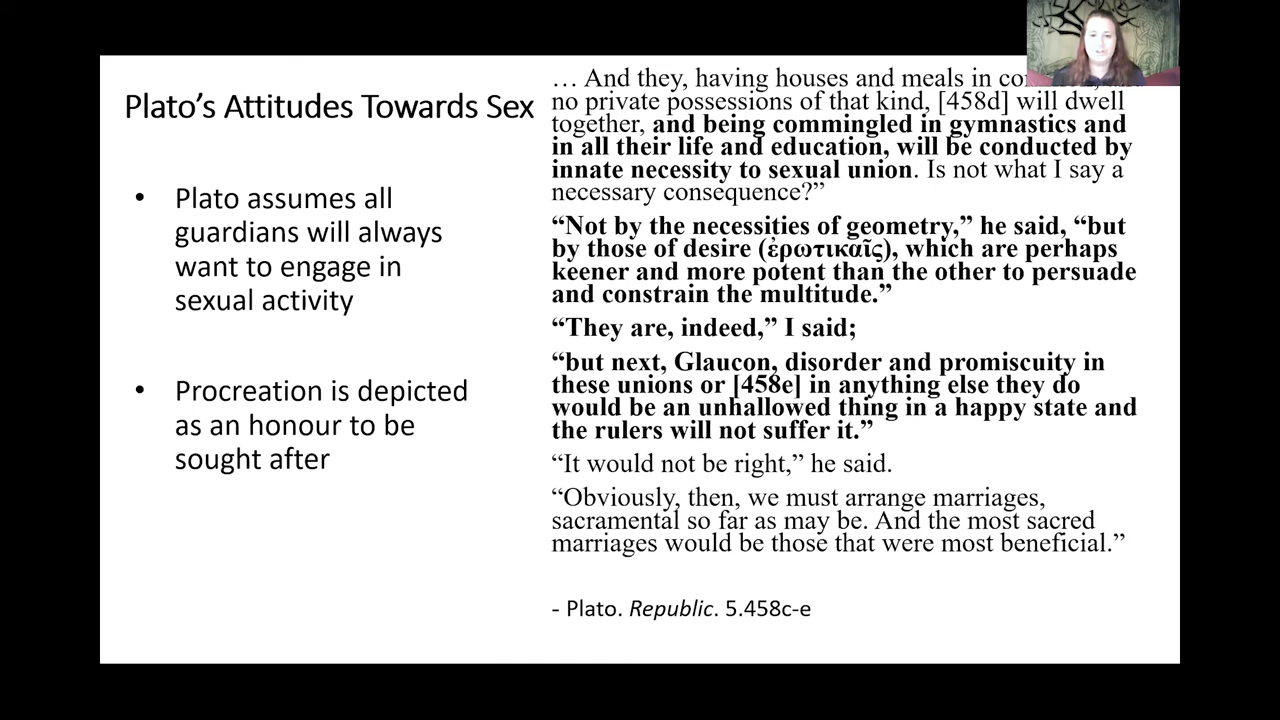 Plato’s Attitudes Towards Sex
• Plato assumes all
guardians will always
want to engage in
sexual activity
• Procreation is depicted
as an honour to be
sought after
… And they, having houses and meals in
no private possessions of that kind, [458d] will dwell
together, and being commingled in gymnastics and
in all their life and education, will be conducted by
innate necessity to sexual union. Is not what I say a
necessary consequence?”
“Not by the necessities of geometry,” he said, “but
by those of desire (ἐρωτικαῖς), which are perhaps
keener and more potent than the other to persuade
and constrain the multitude.”
“They are, indeed,” I said;
“but next, Glaucon, disorder and promiscuity in
these unions or [458e] in anything else they do
would be an unhallowed thing in a happy state and
the rulers will not suffer it.”
“It would not be right,” he said.
“Obviously, then, we must arrange marriages,
sacramental so far as may be. And the most sacred
marriages would be those that were most beneficial.”
- Plato. Republic. 5.458c-e